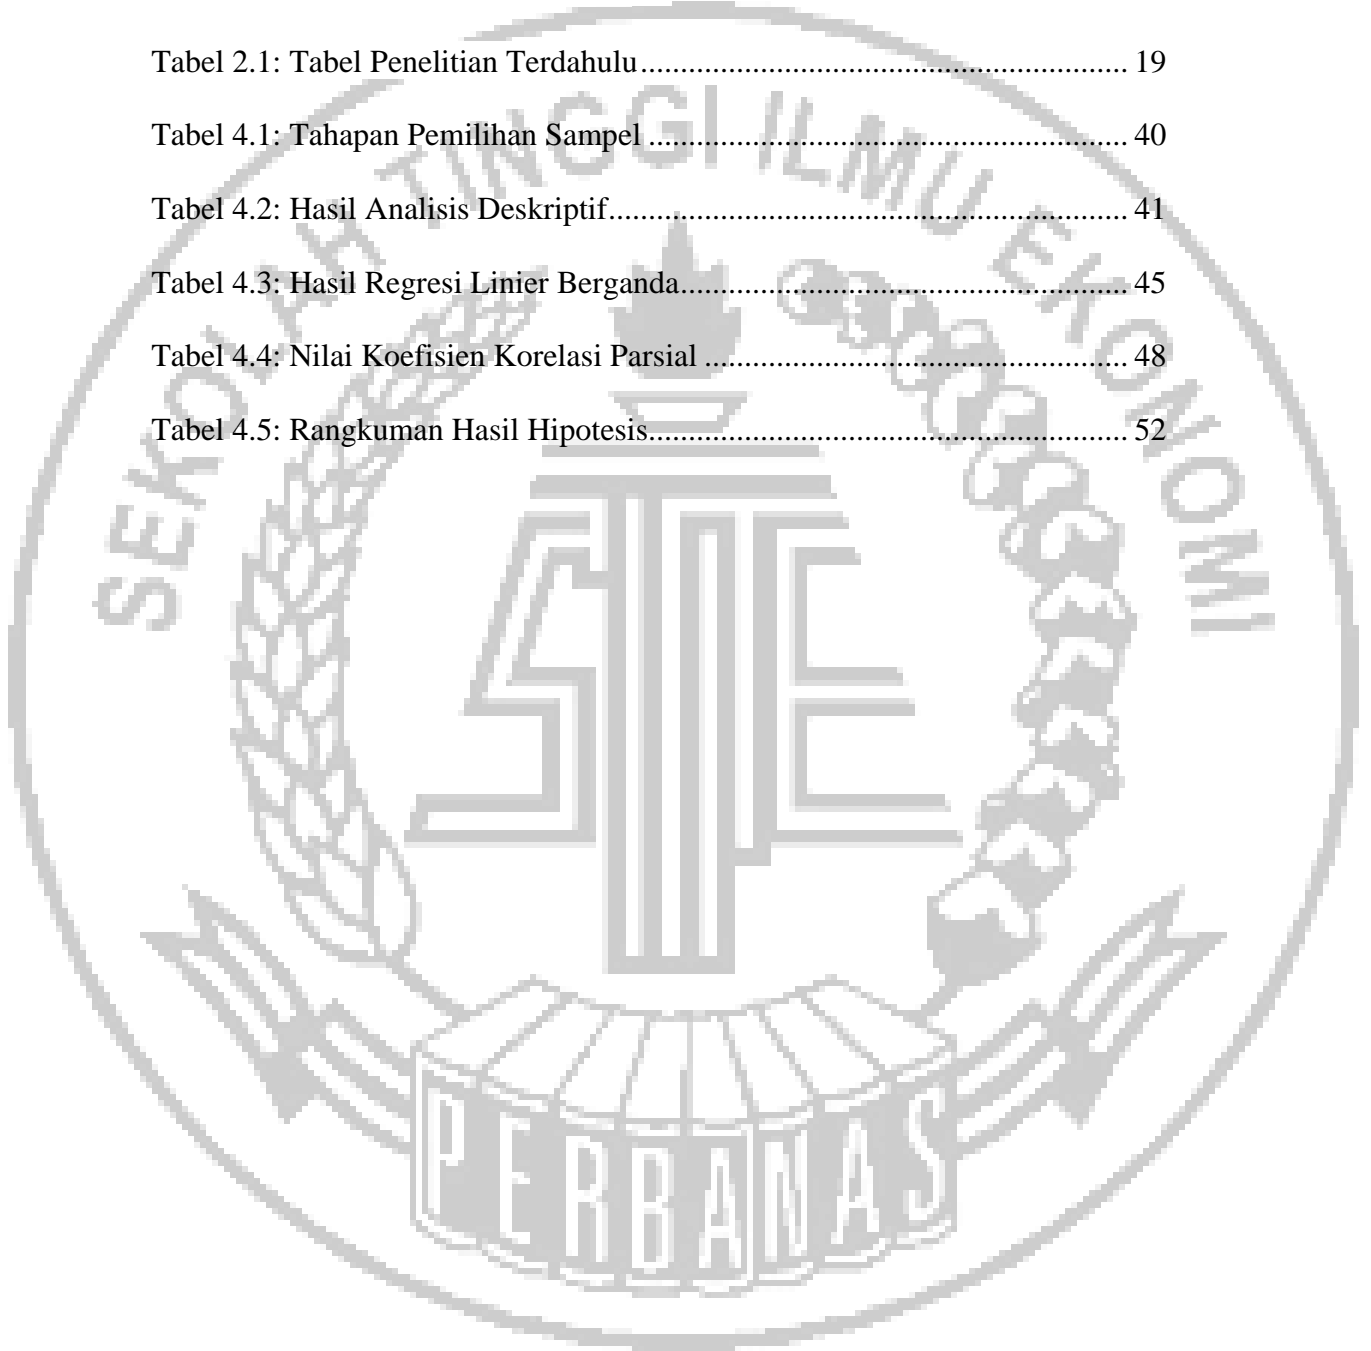 Tabel 2.1: Tabel Penelitian Terdahulu............................................................. 19
Tabel 4.1: Tahapan Pemilihan Sampel ............................................................ 40
Tabel 4.2: Hasil Analisis Deskriptif................................................................. 41
Tabel 4.3: Hasil Regresi Linier Berganda........................................................ 45
Tabel 4.4: Nilai Koefisien Korelasi Parsial ..................................................... 48
Tabel 4.5: Rangkuman Hasil Hipotesis............................................................ 52
SEKOLAH TINGGI ILMU EKONOMI
STIE
PERBANAS